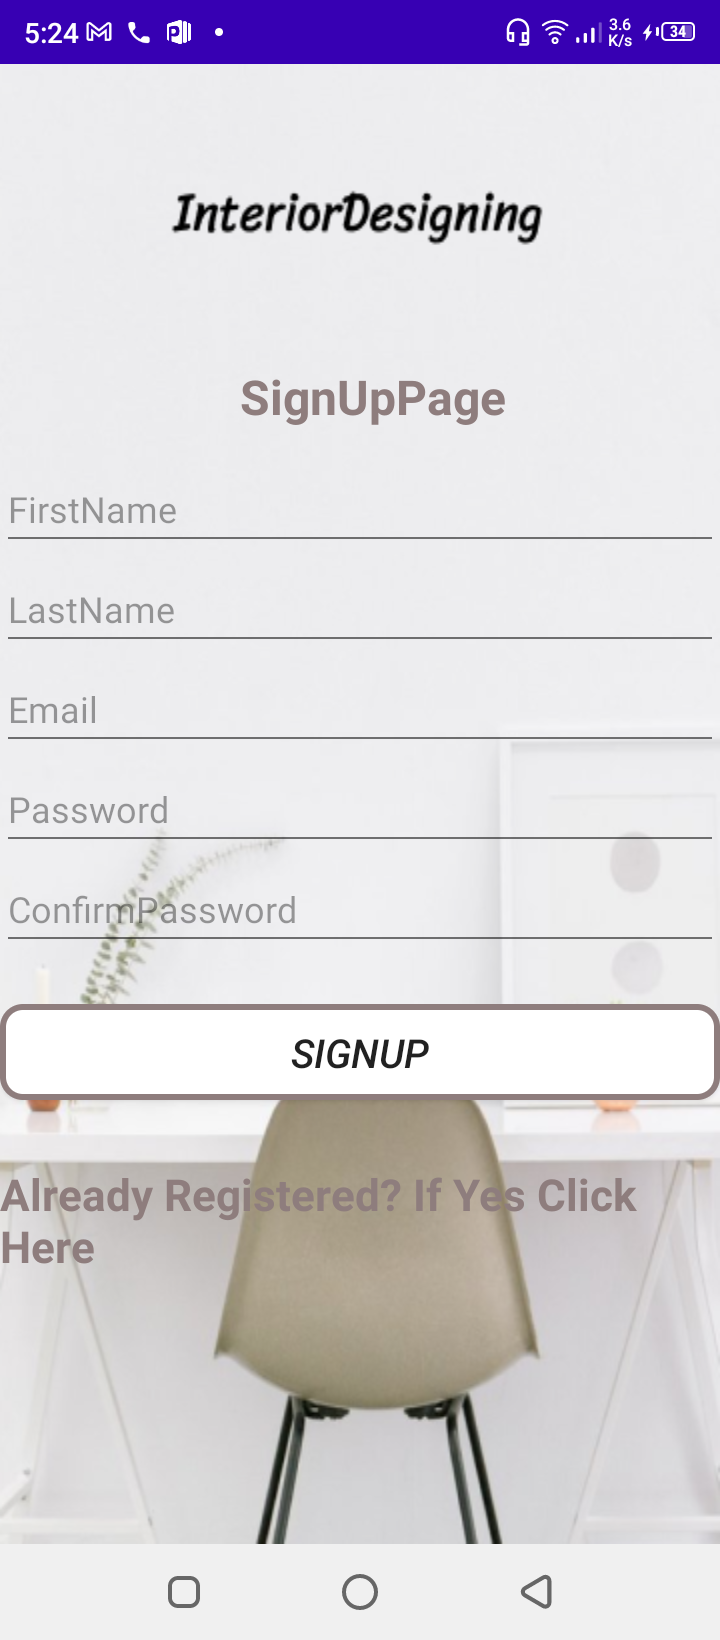 5:24
3.6
K/s
34
InteriorDesigning
SignUpPage
FirstName
LastName
Email
Password
ConfirmPassword
SIGNUP
Already Registered? If Yes Click
Here